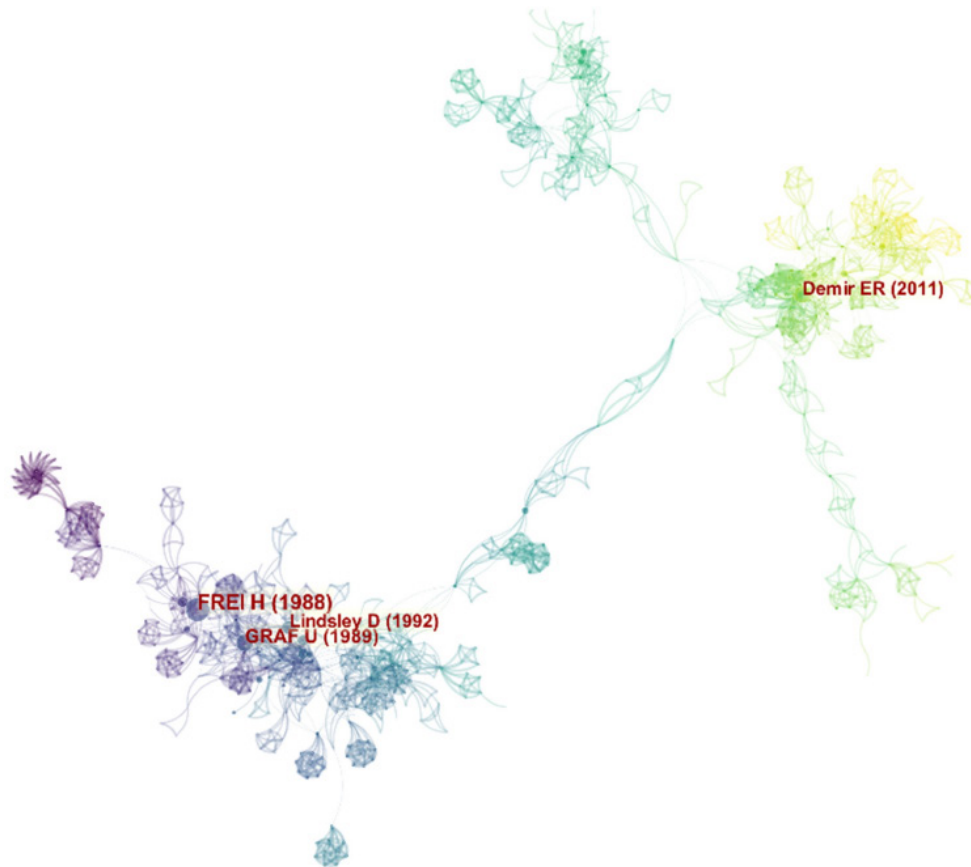 Demir ER (2011)
FREI H (1988)
Lindsley D (1992)
GRAF U (1989)